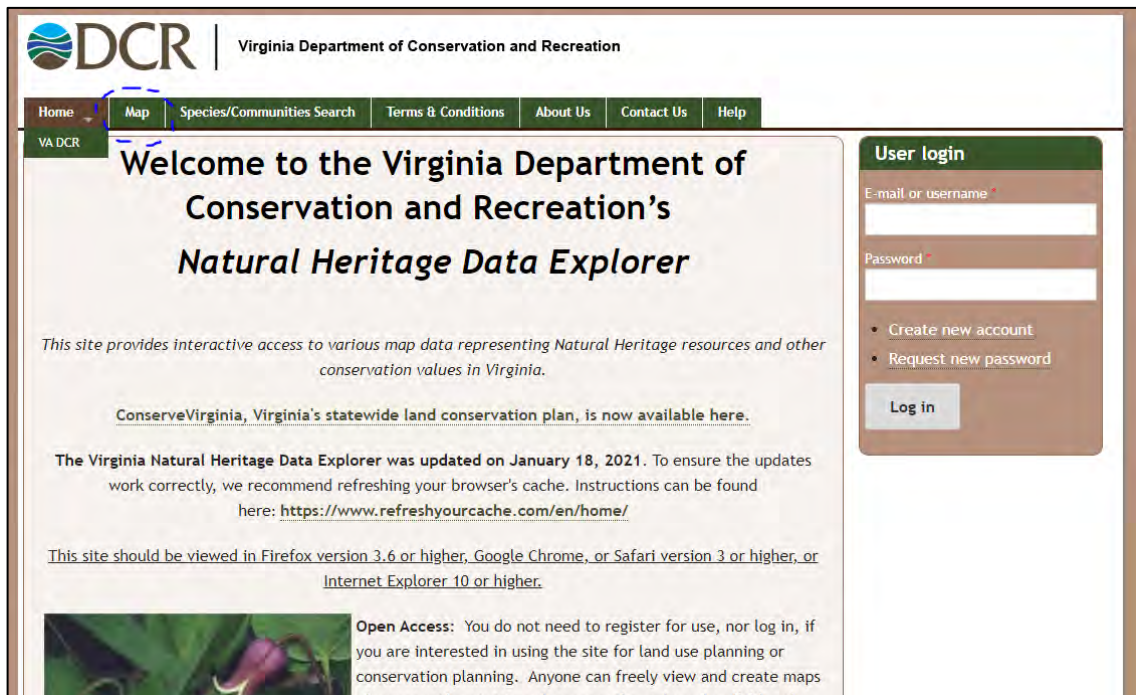 DCR
Virginia Department of Conservation and Recreation
Home Map Species/Communities Search Terms & Conditions About Us Contact Us Help
VA DCR
Welcome to the Virginia Department of
Conservation and Recreation's
Natural Heritage Data Explorer
This site provides interactive access to various map data representing Natural Heritage resources and other
conservation values in Virginia.
ConserveVirginia, Virginia's statewide land conservation plan, is now available here.
The Virginia Natural Heritage Data Explorer was updated on January 18, 2021. To ensure the updates
work correctly, we recommend refreshing your browser's cache. Instructions can be found
here: https://www.refreshyourcache.com/en/home/
This site should be viewed in Firefox version 3.6 or higher, Google Chrome, or Safari version 3 or higher, or
Internet Explorer 10 or higher.
Open Access: You do not need to register for use, nor log in, if
you are interested in using the site for land use planning or
conservation planning. Anyone can freely view and create maps
User login
E-mail or username *
Password *
Create new account
Request new password
Log in